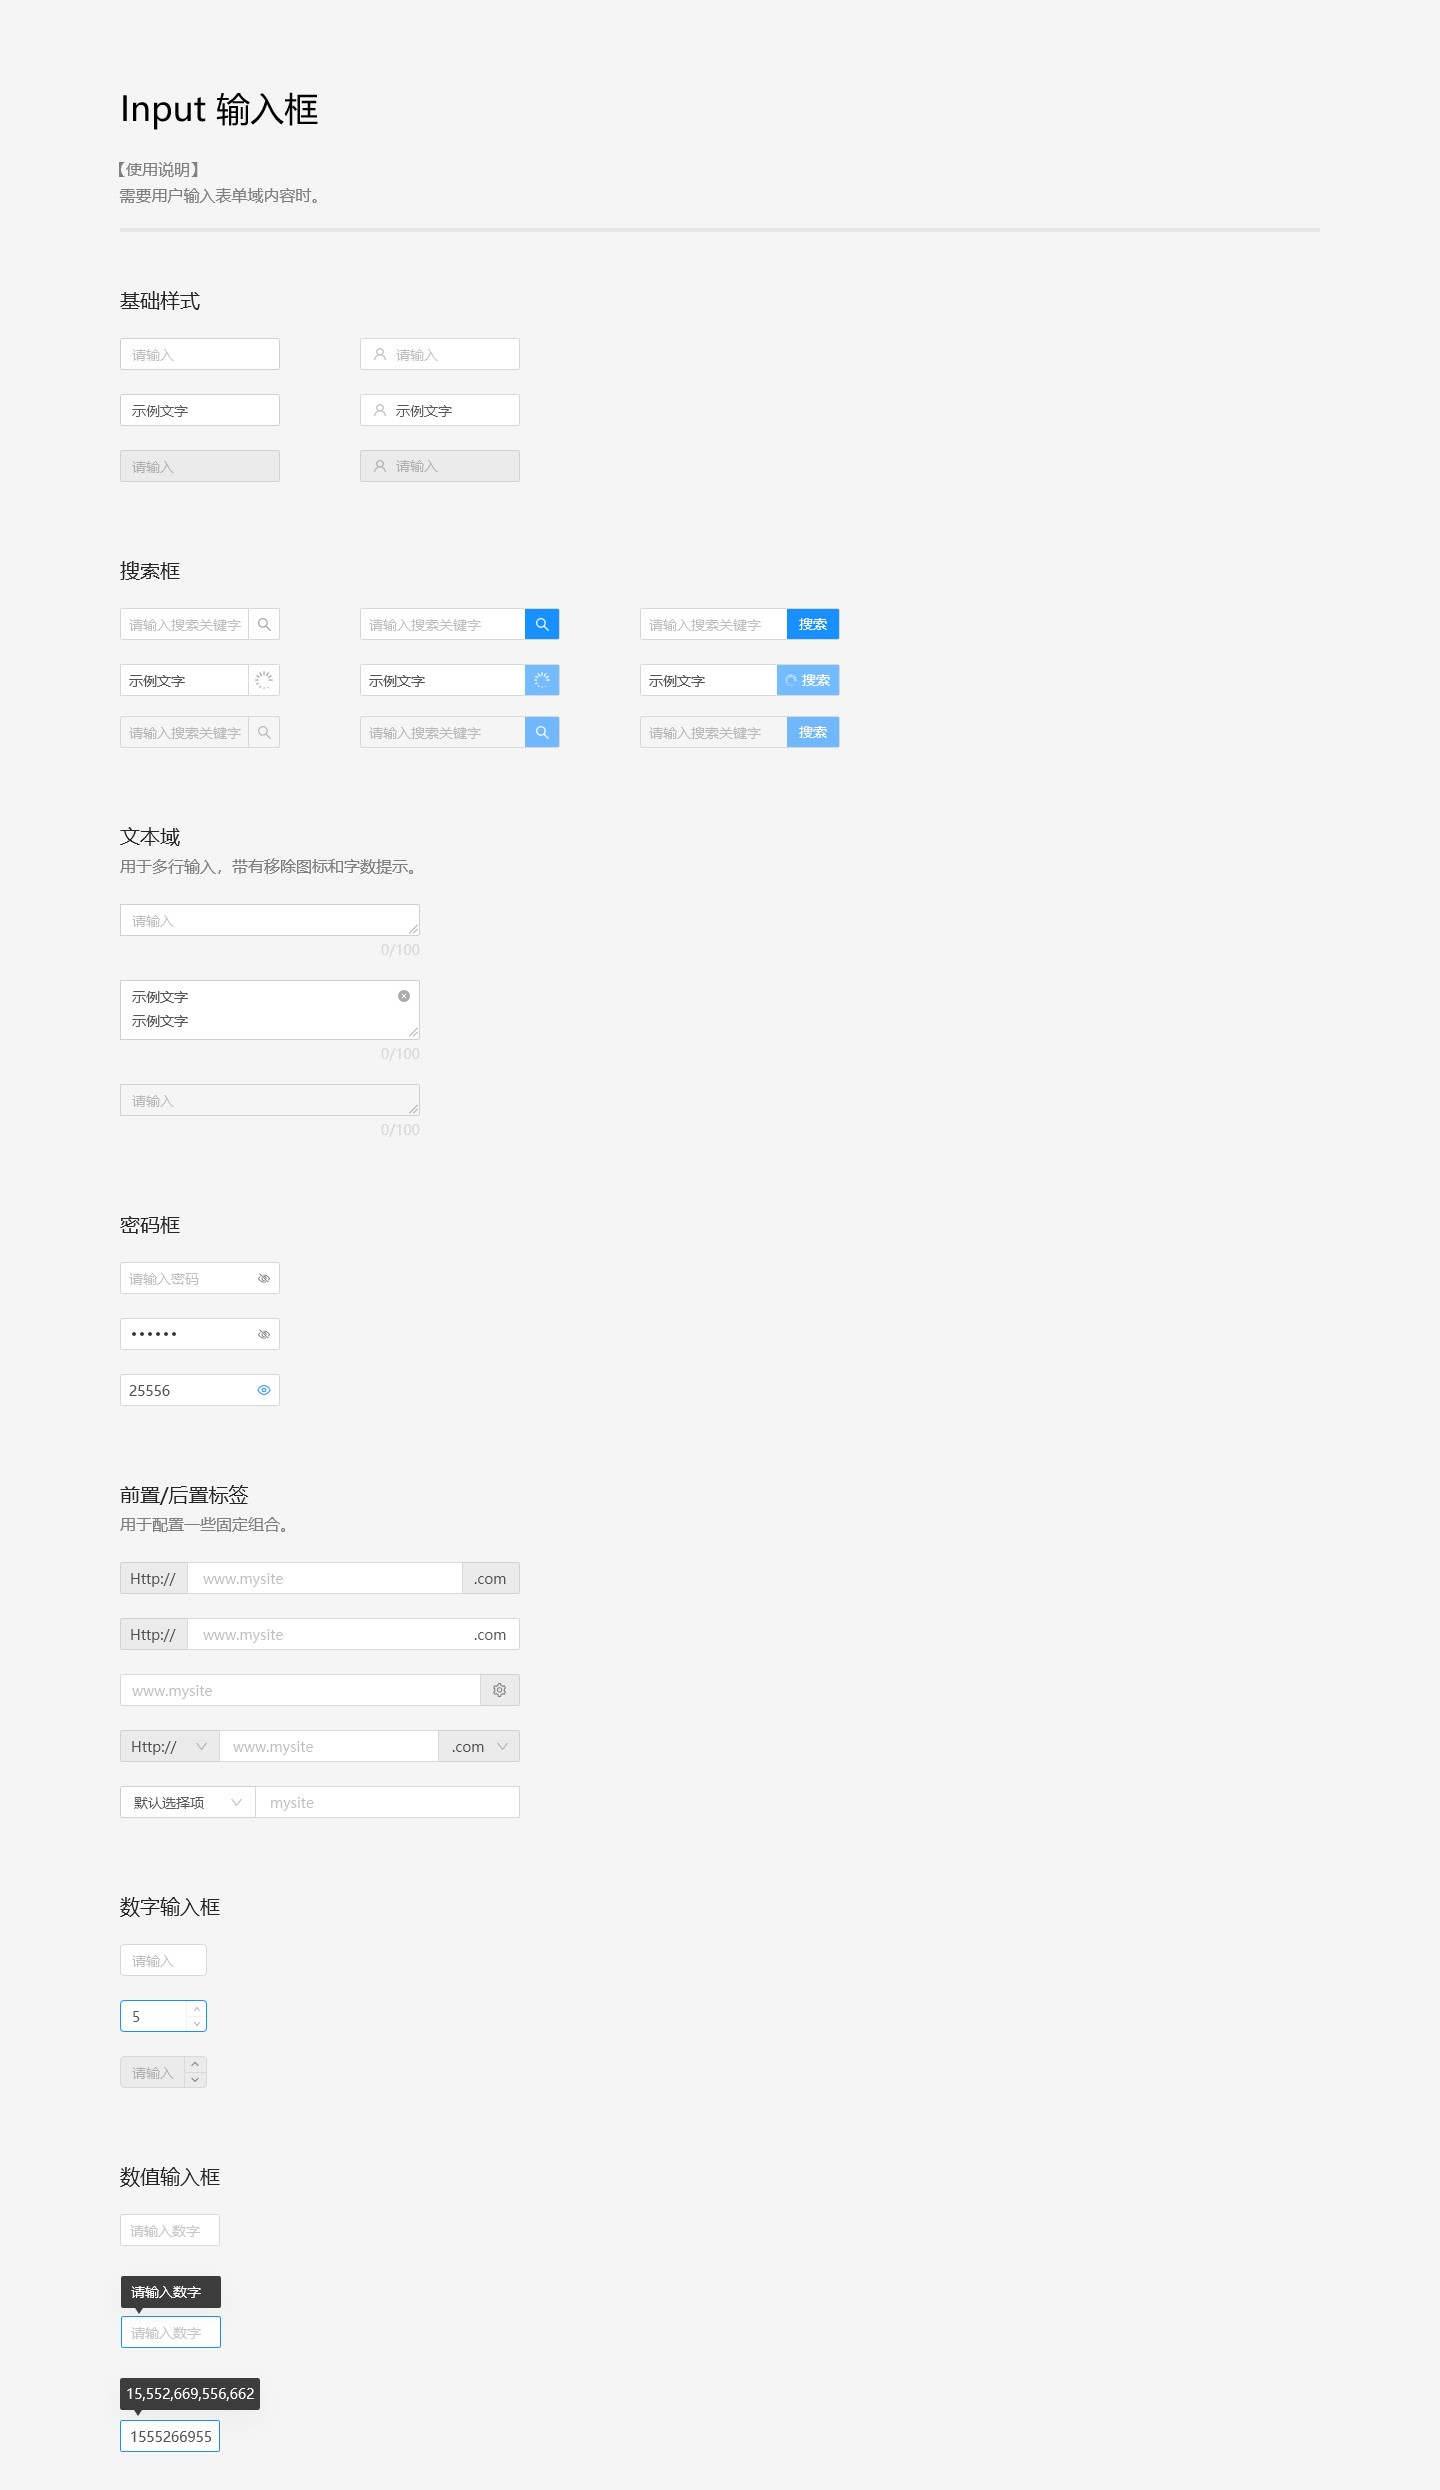 Input 输入框
【使用说明】
需要用户输入表单域内容时。
基础样式
请输入 请输入
示例文字 示例文字
请输入 请输入
搜索框
请输入搜索关键字 请输入搜索关键字 请输入搜索关键字 搜索
示例文字 示例文字 示例文字 搜索
请输入搜索关键字 请输入搜索关键字 请输入搜索关键字 搜索
文本域
用于多行输入，带有移除图标和字数提示。
请输入
0/100
示例文字
示例文字
0/100
请输入
0/100
密码框
请输入密码
••••••
25556
前置/后置标签
用于配置一些固定组合。
Http:// www.mysite .com
Http:// www.mysite .com
www.mysite
Http:// www.mysite .com
默认选择项 mysite
数字输入框
请输入
5
请输入
数值输入框
请输入数字
请输入数字
请输入数字
15,552,669,556,662
1555266955